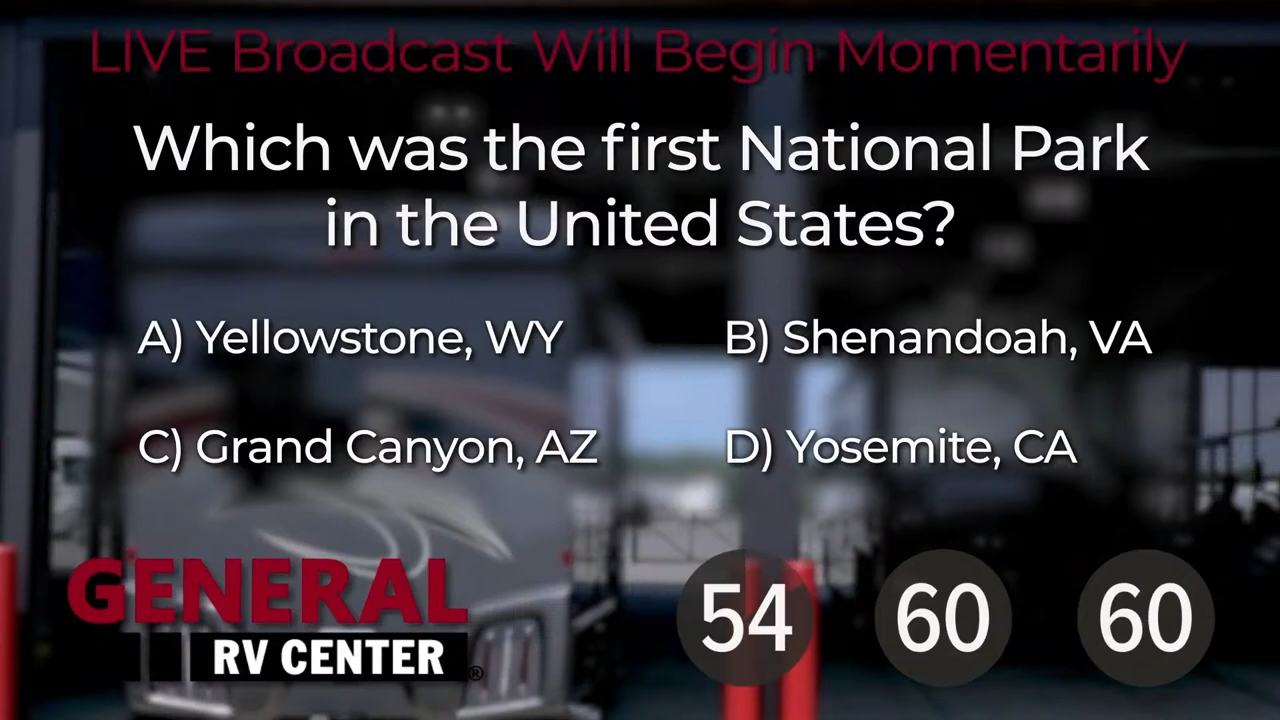 LIVE Broadcast Will Begin Momentarily
Which was the first National Park
in the United States?
A) Yellowstone, WY
B) Shenandoah, VA
C) Grand Canyon, AZ
D) Yosemite, CA
GENERAL
RV CENTER®
54 60 60